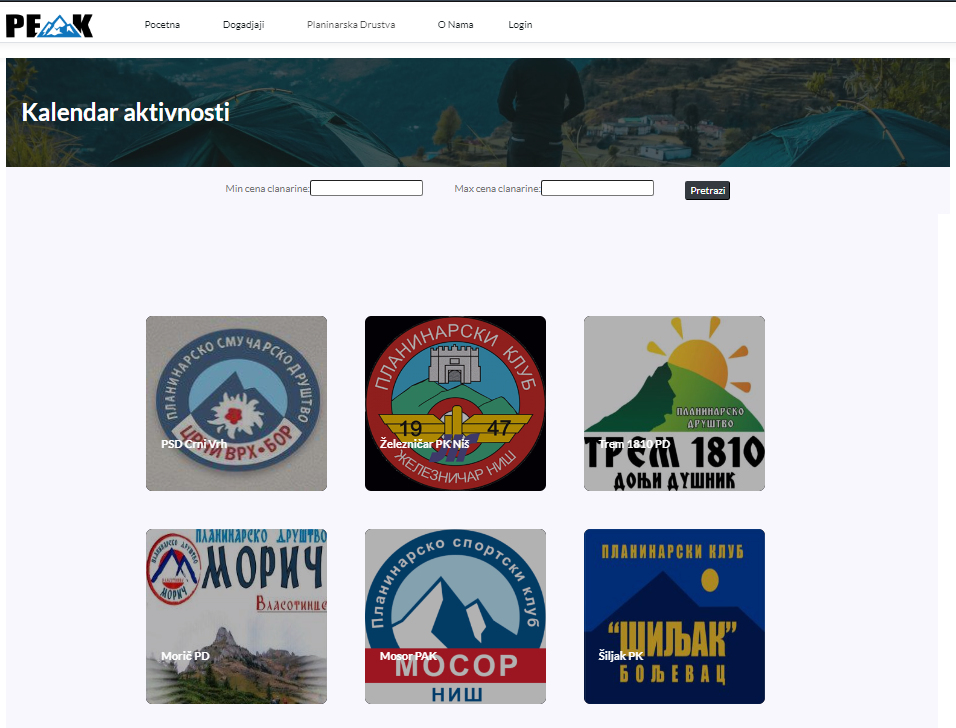 PEAK
Pocetna
Dogadjaji
Planinarska Drustva
O Nama
Login
Kalendar aktivnosti
Min cena clanarine:
Max cena clanarine:
Pretrazi
ПЛАНИНАРСКО СМУЧАРСКО ДРУШТВО
PSD Crni Vrh
ЦРНИ ВРХ • БОР
ПЛАНИНАРСКИ КЛУБ
19 47
Železničar PK Niš
ЖЕЛЕЗНИЧАР НИШ
ПЛАНИНАРСКО
ДРУШТВО
Trem 1810 PD
ТРЕМ 1810
ДОЊИ ДУШНИК
ПЛАНИНАРСКО ДРУШТВО
МОРИЧ
МОРИЧ
Власотинце
Morič PD
Планинарско спортски клуб
Mosor PAK
МОСОР
НИШ
ПЛАНИНАРСКИ КЛУБ
“ШИЉАК”
Šiljak PK
БОЉЕВАЦ